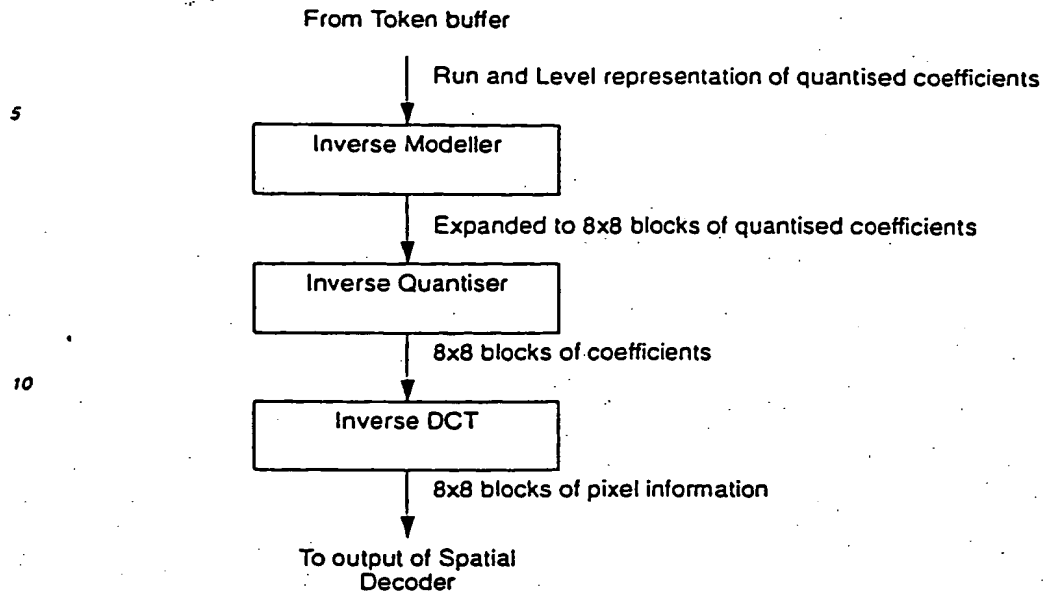 From Token buffer
Run and Level representation of quantised coefficients
5
Inverse Modeller
Expanded to 8x8 blocks of quantised coefficients
Inverse Quantiser
8x8 blocks of coefficients
10
Inverse DCT
8x8 blocks of pixel information
To output of Spatial
Decoder